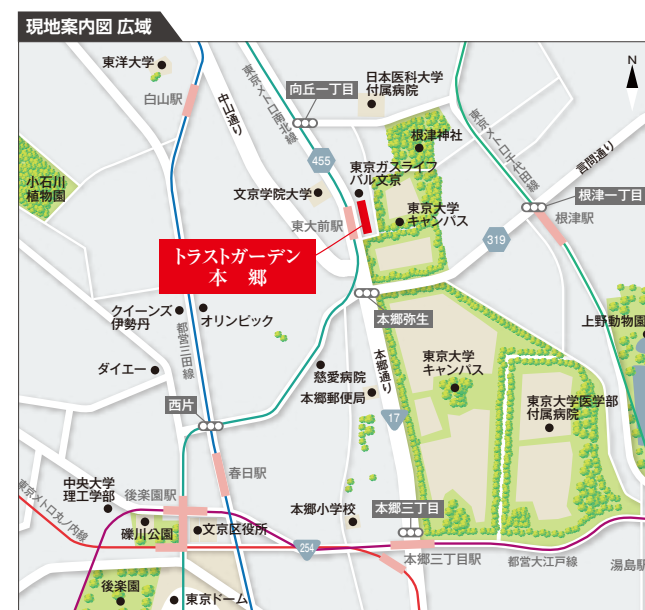 現地案内図 広域
東洋大学
白山駅
中山道り
東京メトロ南北線
向丘一丁目
日本医科大学
付属病院
N
根津神社
東京メトロ千代田線
言問通り
455
小石川
植物園
文京学院大学
東京ガスライフ
バル文京
根津一丁目
東大前駅
東京大学
キャンパス
根津駅
319
トラストガーデン
本 郷
クイーンズ
伊勢丹
オリンピック
本郷弥生
上野動物園
都営三田線
ダイエー
本郷通り
東京大学
キャンパス
慈愛病院
本郷郵便局
西片
17
東京大学医学部
付属病院
春日駅
中央大学
理工学部
後楽園駅
東京メトロ丸ノ内線
本郷小学校
本郷三丁目
礫川公園
文京区役所
254
本郷三丁目駅
都営大江戸線
湯島駅
後楽園
東京ドーム